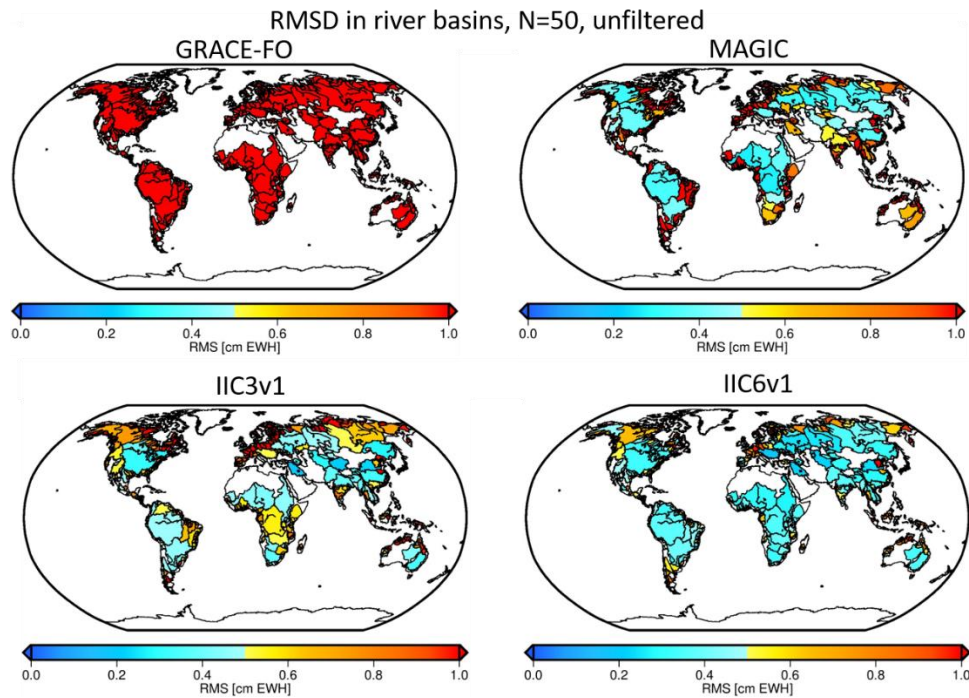 RMSD in river basins, N=50, unfiltered
GRACE-FO
MAGIC
0.0 0.2 0.4 0.6 0.8 1.0
RMS [cm EWH]
0.0 0.2 0.4 0.6 0.8 1.0
RMS [cm EWH]
IIC3v1
IIC6v1
0.0 0.2 0.4 0.6 0.8 1.0
RMS [cm EWH]
0.0 0.2 0.4 0.6 0.8 1.0
RMS [cm EWH]